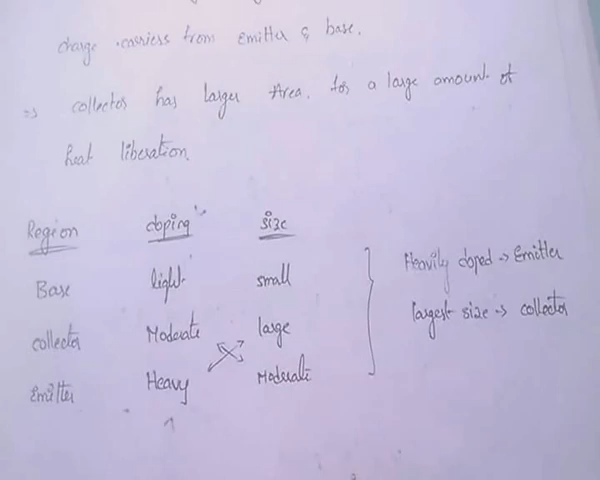 charge carriers from Emitter & base.
⇒ collector has larger Area. for a large amount of
heat liberation.
Region doping size
Base light small
collector Moderate large
Emitter Heavy Moderate
Heavily doped → Emitter
largest size → collector